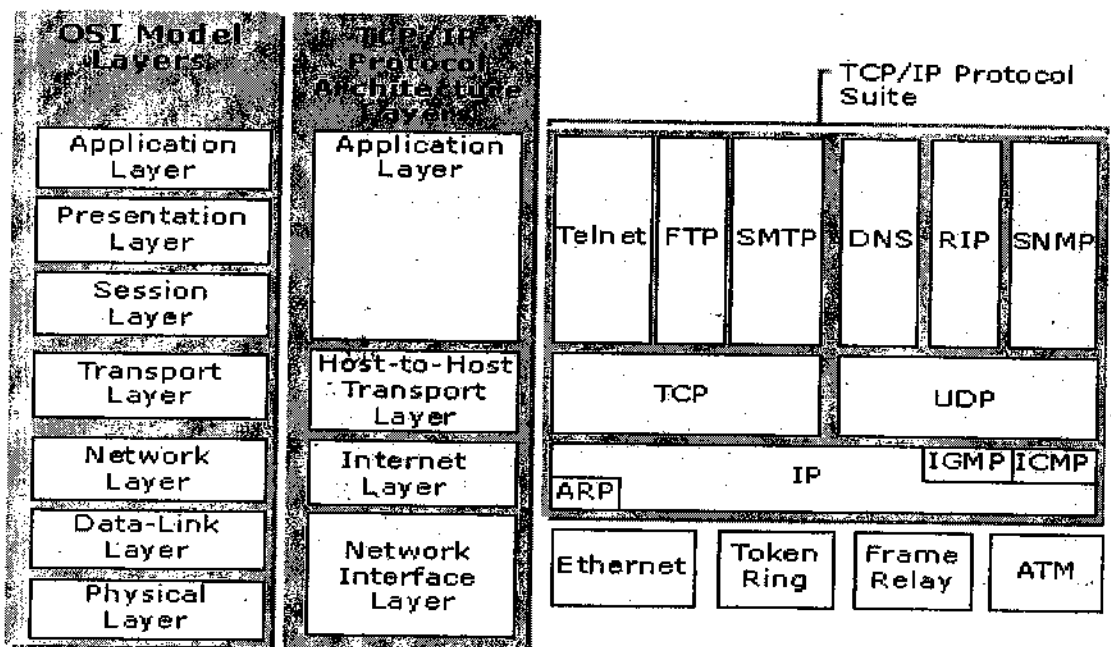 OSI Model
Layers
Application
Layer
Presentation
Layer
Session
Layer
Transport
Layer
Network
Layer
Data-Link
Layer
Physical
Layer
TCP/IP
Protocol
Architecture
Layers
Application
Layer
Host-to-Host
Transport
Layer
Internet
Layer
Network
Interface
Layer
TCP/IP Protocol
Suite
Telnet
FTP
SMTP
DNS
RIP
SNMP
TCP
UDP
IP
IGMP
ICMP
ARP
Ethernet
Token
Ring
Frame
Relay
ATM